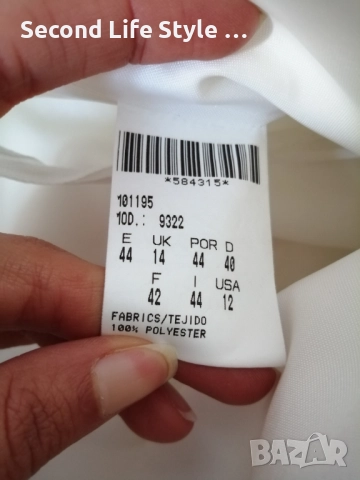 Second Life Style ...
*584315*
101195
MOD.: 9322
E UK POR D
44 14 44 40
F I USA
42 44 12
FABRICS/TEJIDO
100% POLYESTER
BAZAR